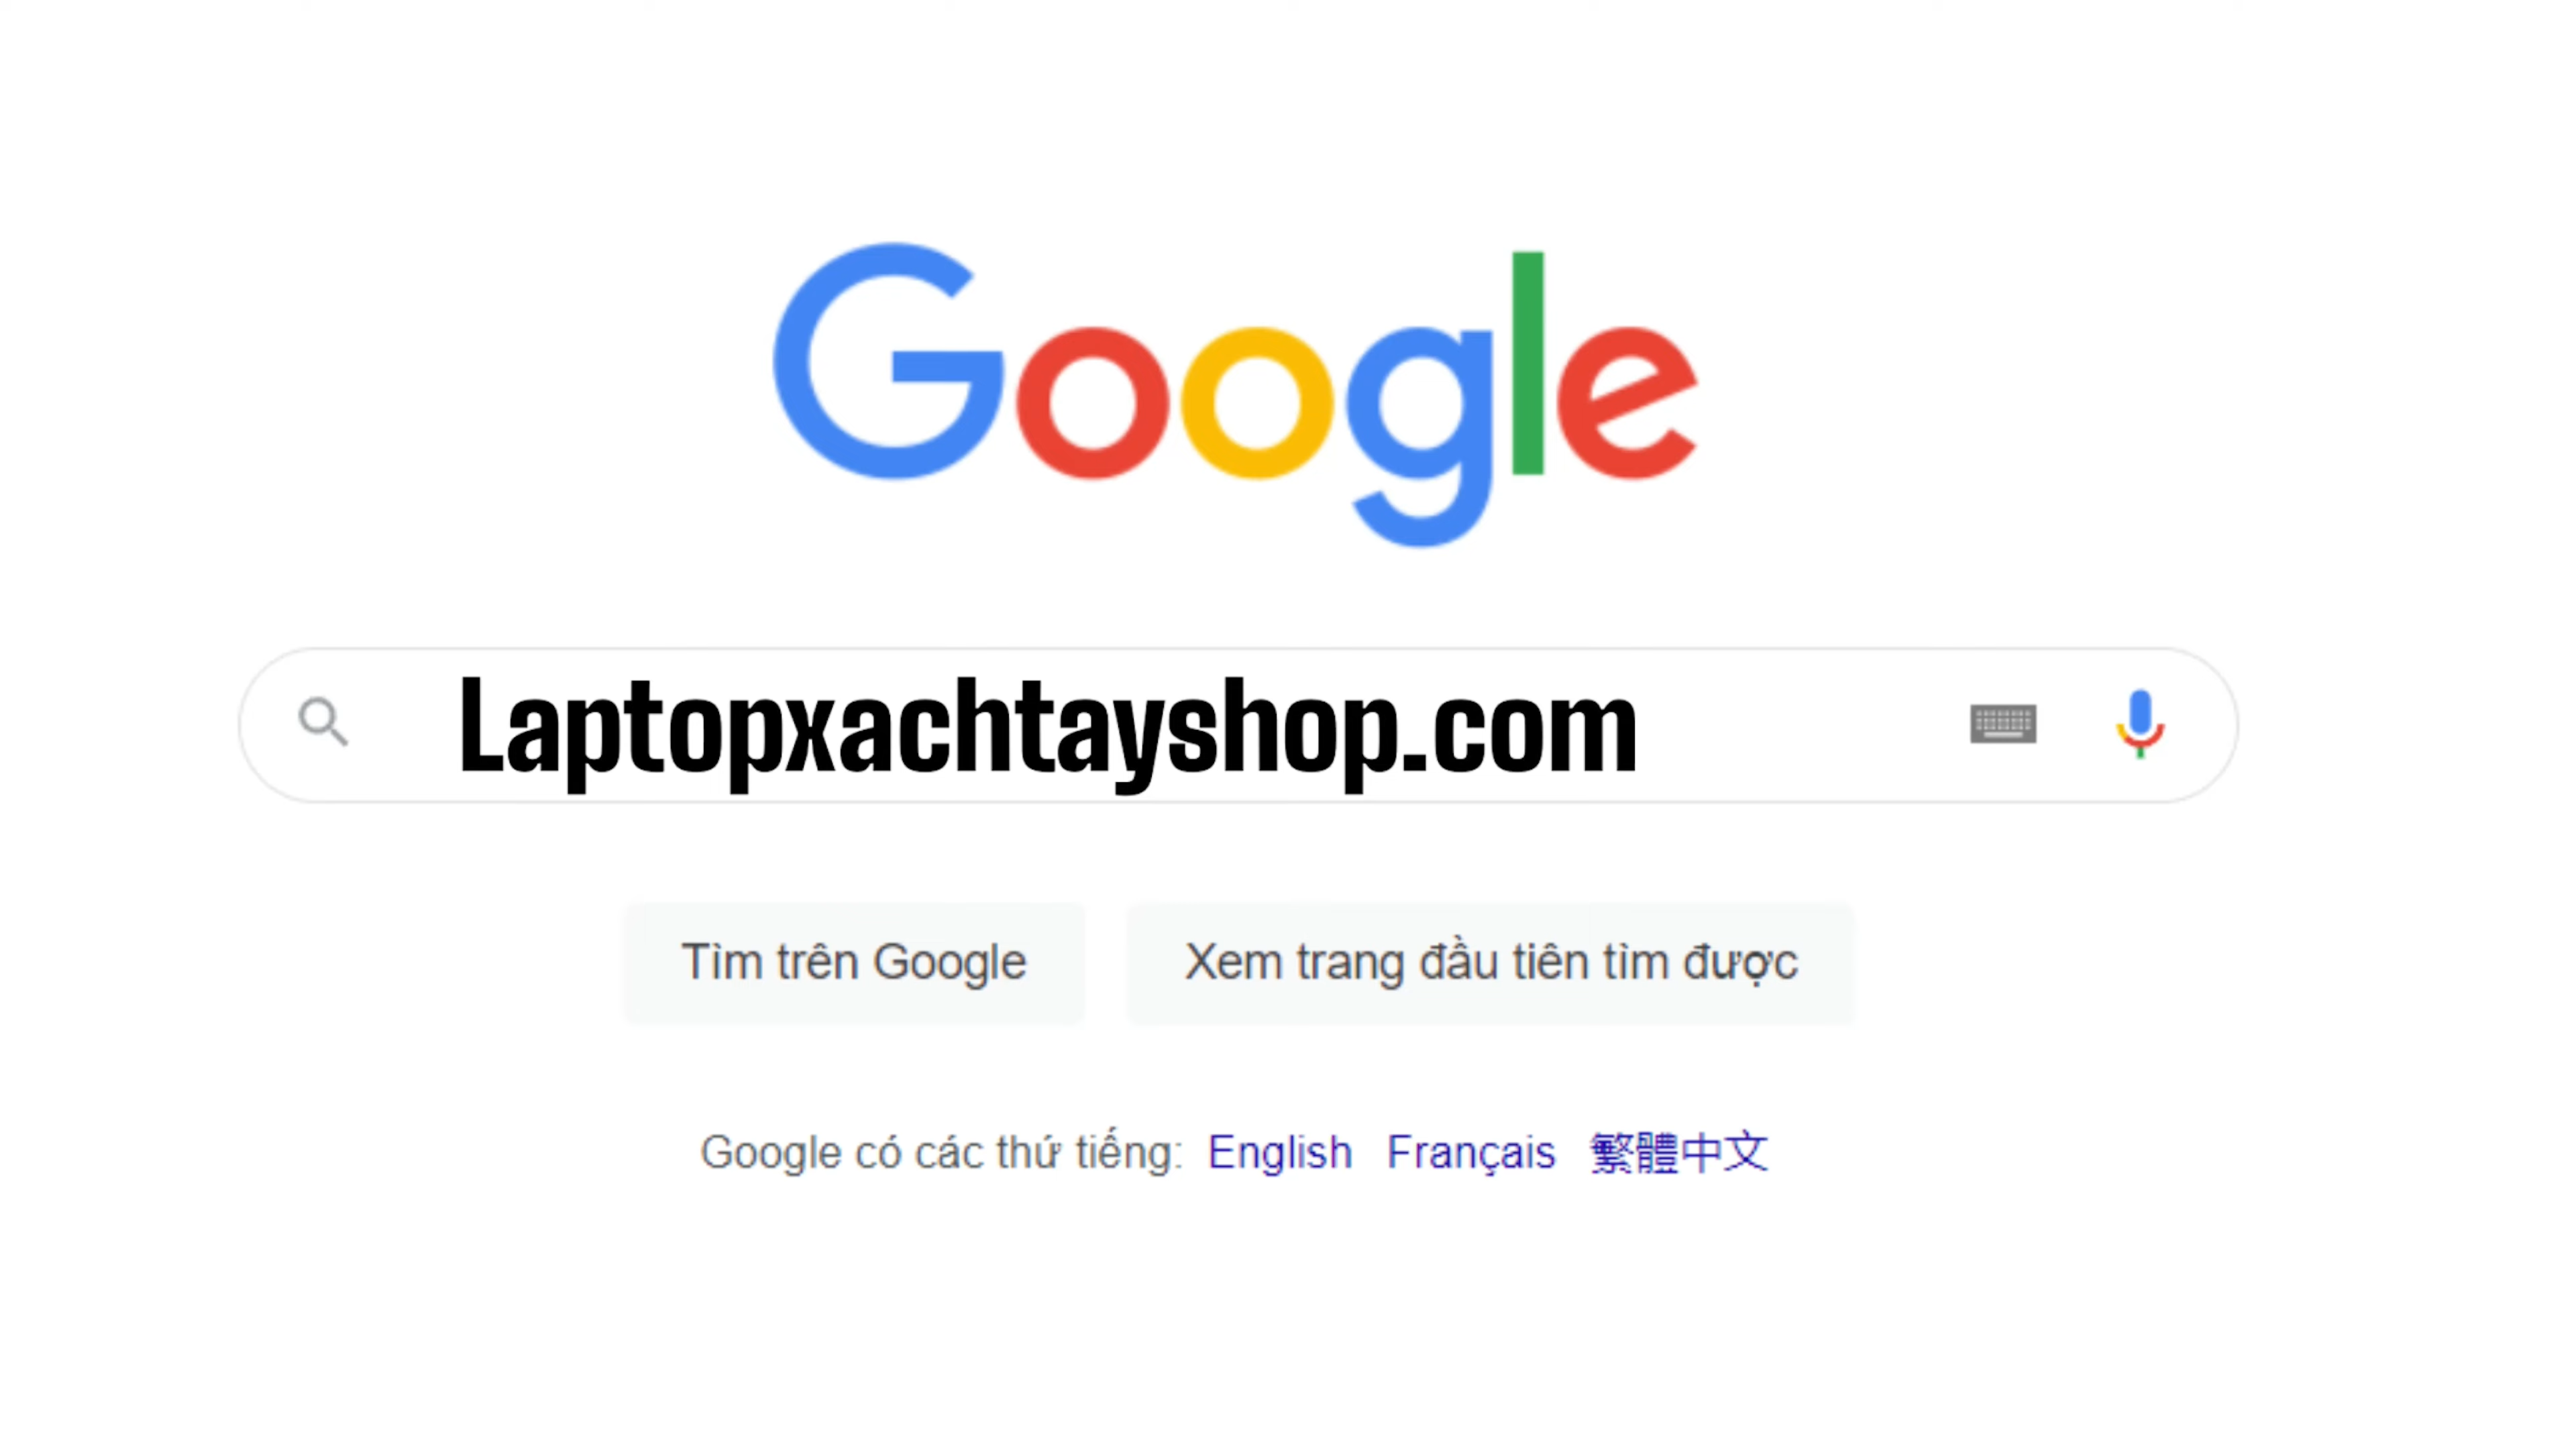 Google
Laptopxachtayshop.com
Tìm trên Google
Xem trang đầu tiên tìm được
Google có các thứ tiếng: English Français 繁體中文